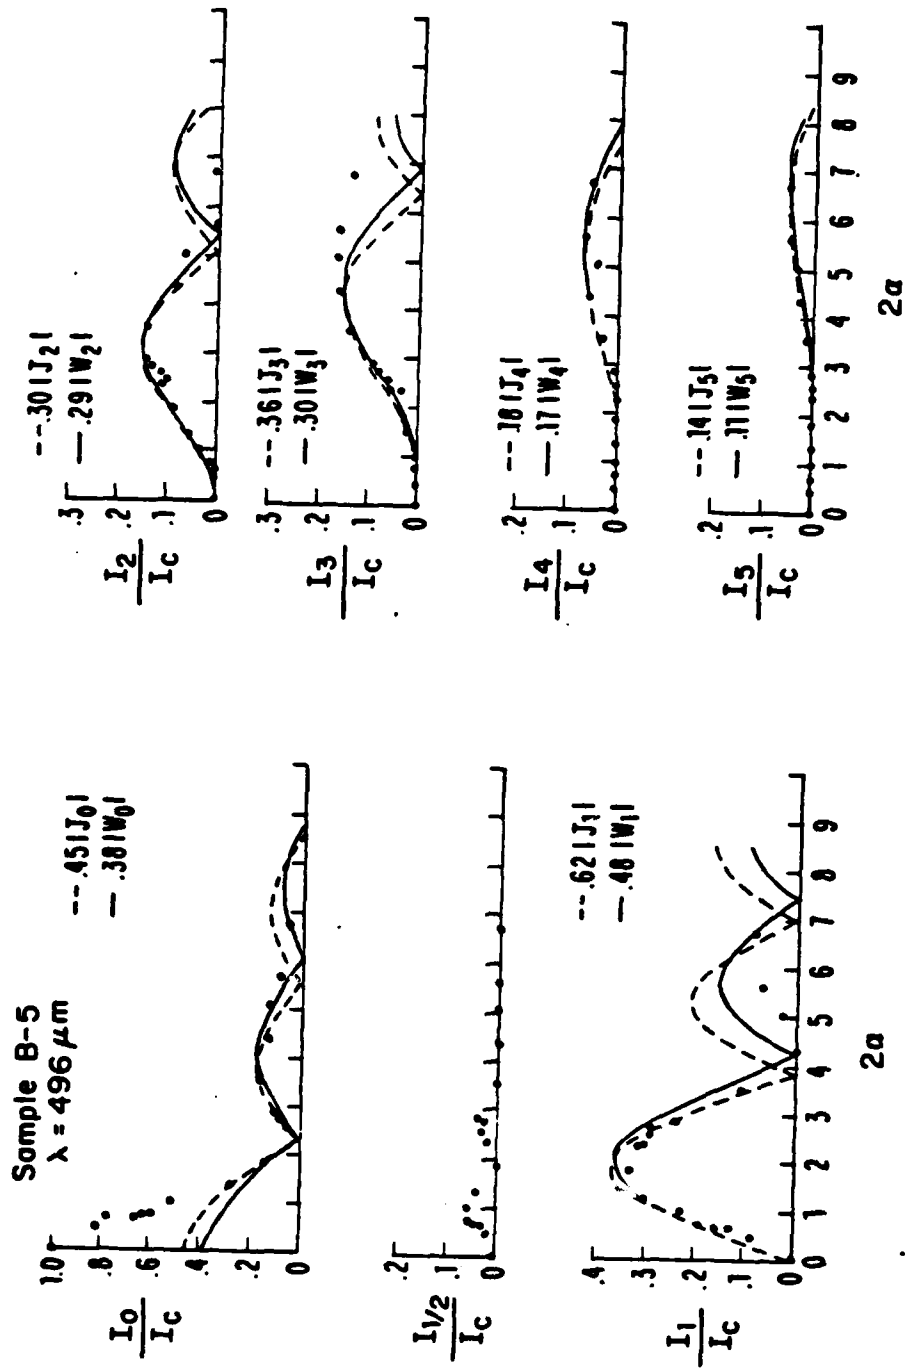 Sample B-5
λ = 496 μm
I0/Ic
1.0
.8
.6
.4
.2
0
-- .45|J0|
— .38|W0|
I1/2/Ic
.2
.1
0
I1/Ic
.4
.3
.2
.1
0
-- .62|J1|
— .48|W1|
0 1 2 3 4 5 6 7 8 9
2α
I2/Ic
.3
.2
.1
0
-- .30|J2|
— .29|W2|
I3/Ic
.3
.2
.1
0
-- .36|J3|
— .30|W3|
I4/Ic
.2
.1
0
-- .18|J4|
— .17|W4|
I5/Ic
.2
.1
0
-- .14|J5|
— .11|W5|
0 1 2 3 4 5 6 7 8 9
2α